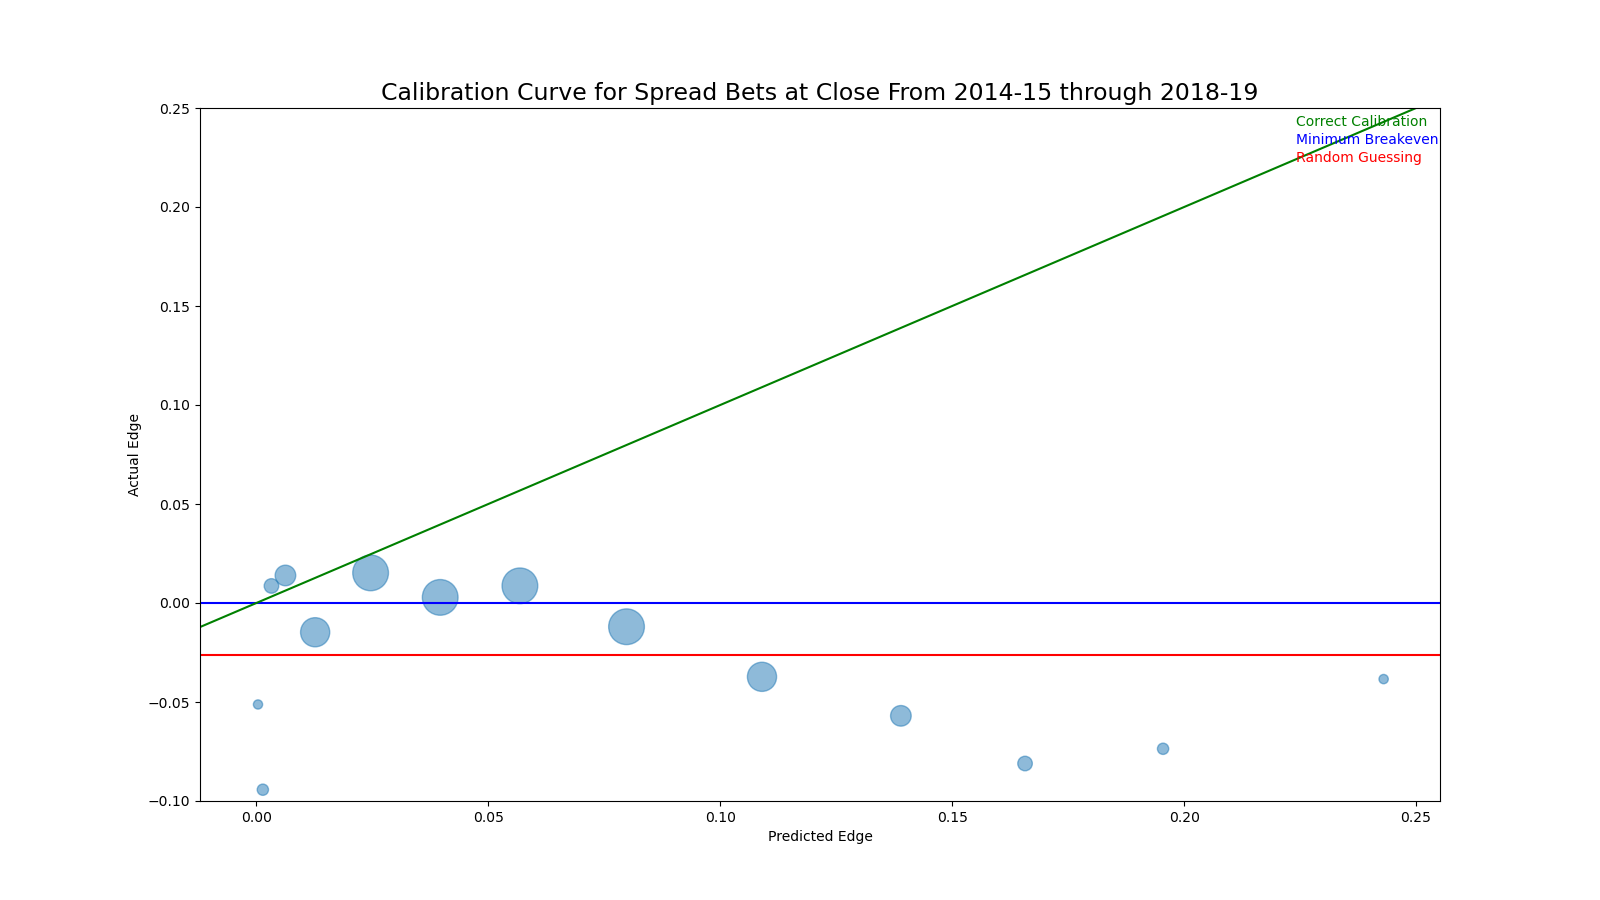 Calibration Curve for Spread Bets at Close From 2014-15 through 2018-19
0.25
Correct Calibration
Minimum Breakeven
Random Guessing
0.20
0.15
0.10
Actual Edge
0.05
0.00
−0.05
−0.10
0.00 0.05 0.10 0.15 0.20 0.25
Predicted Edge